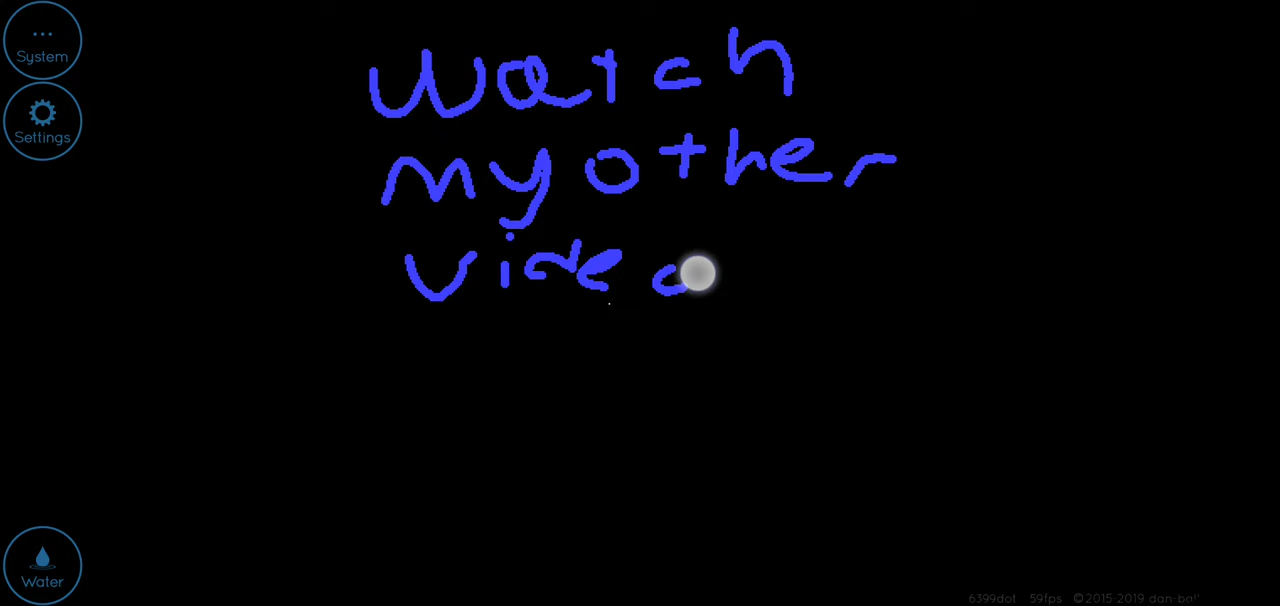 ...
System
Settings
watch
my other
video
Water
6399dot 59fps ©2015-2019 dan-ball